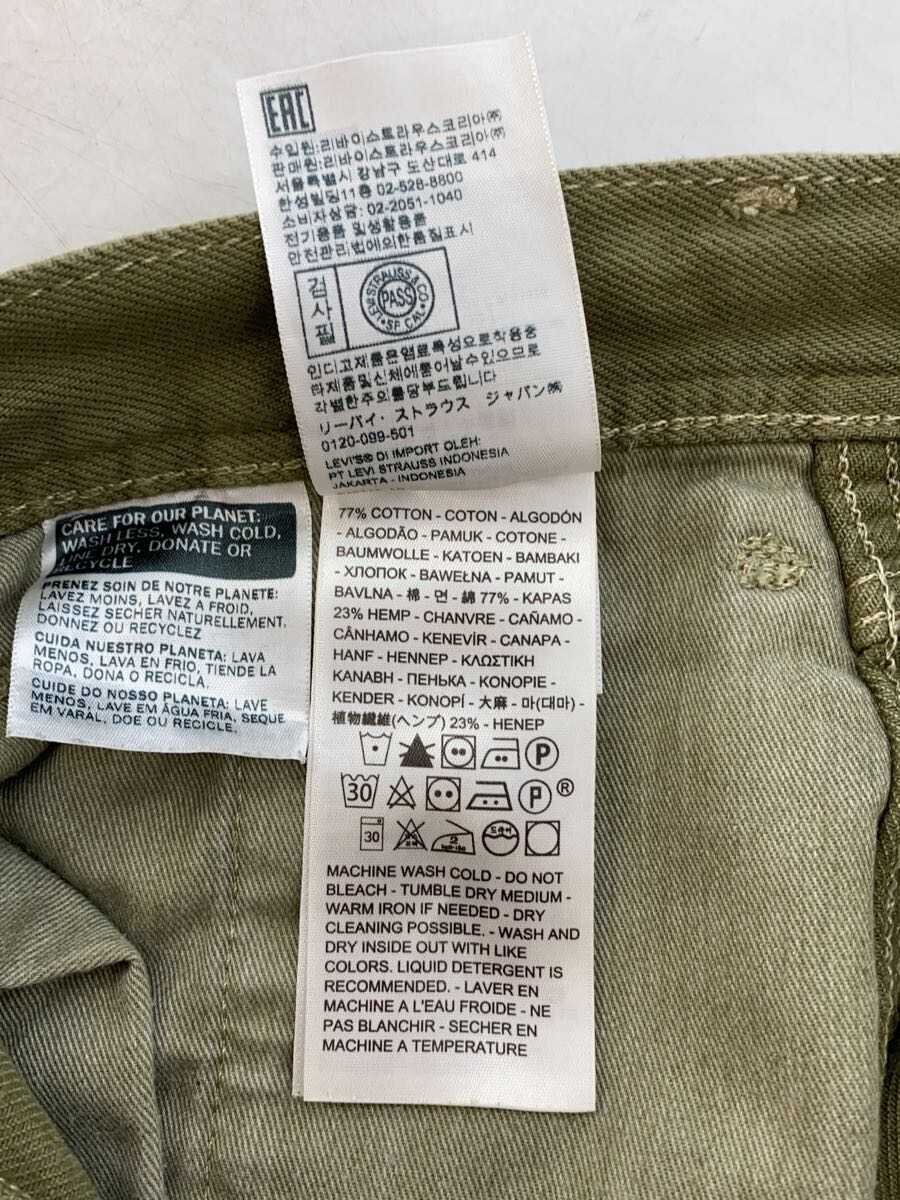 EAC
수입원:리바이스트라우스코리아㈜
판매원:리바이스트라우스코리아㈜
서울특별시 강남구 도산대로 414
한성빌딩11층 02-528-8800
소비자상담: 02-2051-1040
전기용품 및생활용품
안전관리법에의한품질표시
검사필
LEVI STRAUSS & CO
PASS
SF CAL
인디고제품은염료특성으로착용중
타제품및신체에묻어날수있으므로
각별한주의를당부드립니다
リーバイ・ストラウス ジャパン㈱
0120-099-501
LEVI'S® DI IMPORT OLEH:
PT LEVI STRAUSS INDONESIA
JAKARTA - INDONESIA
CARE FOR OUR PLANET:
WASH LESS, WASH COLD,
LINE DRY, DONATE OR
RECYCLE
PRENEZ SOIN DE NOTRE PLANETE:
LAVEZ MOINS, LAVEZ A FROID,
LAISSEZ SECHER NATURELLEMENT,
DONNEZ OU RECYCLEZ
CUIDA NUESTRO PLANETA: LAVA
MENOS, LAVA EN FRIO, TIENDE LA
ROPA, DONA O RECICLA.
CUIDE DO NOSSO PLANETA: LAVE
MENOS, LAVE EM ÁGUA FRIA, SEQUE
EM VARAL, DOE OU RECICLE.
77% COTTON - COTON - ALGODÓN
- ALGODÃO - PAMUK - COTONE -
BAUMWOLLE - KATOEN - BAMBAKI
- ХЛОПОК - BAWEŁNA - PAMUT -
BAVLNA - 棉 - 면 - 綿 77% - KAPAS
23% HEMP - CHANVRE - CAÑAMO -
CÂNHAMO - KENEVİR - CANAPA -
HANF - HENNEP - ΚΛΩΣΤΙΚΗ
ΚΑΝΑΒΗ - ПЕНЬКА - KONOPIE -
KENDER - KONOPÍ - 大麻 - 마(대마) -
植物繊維(ヘンプ) 23% - HENEP
P
30 P ®
30 2 드라이
MACHINE WASH COLD - DO NOT
BLEACH - TUMBLE DRY MEDIUM -
WARM IRON IF NEEDED - DRY
CLEANING POSSIBLE. - WASH AND
DRY INSIDE OUT WITH LIKE
COLORS. LIQUID DETERGENT IS
RECOMMENDED. - LAVER EN
MACHINE A L'EAU FROIDE - NE
PAS BLANCHIR - SECHER EN
MACHINE A TEMPERATURE